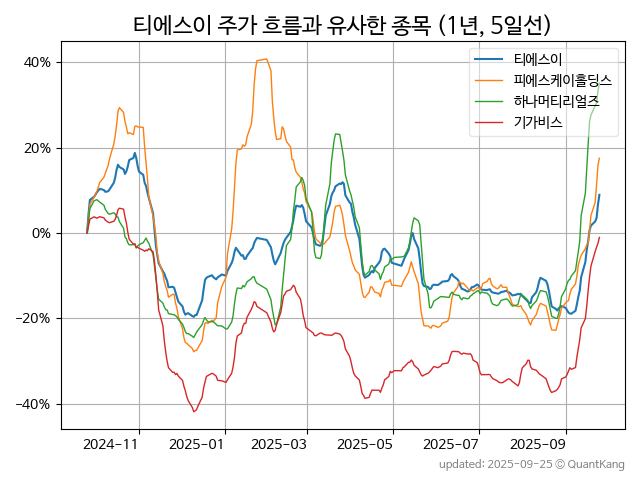 티에스이 주가 흐름과 유사한 종목 (1년, 5일선)
티에스이
피에스케이홀딩스
하나머티리얼즈
기가비스
40%
20%
0%
−20%
−40%
2024-11 2025-01 2025-03 2025-05 2025-07 2025-09
updated: 2025-09-25 © QuantKang